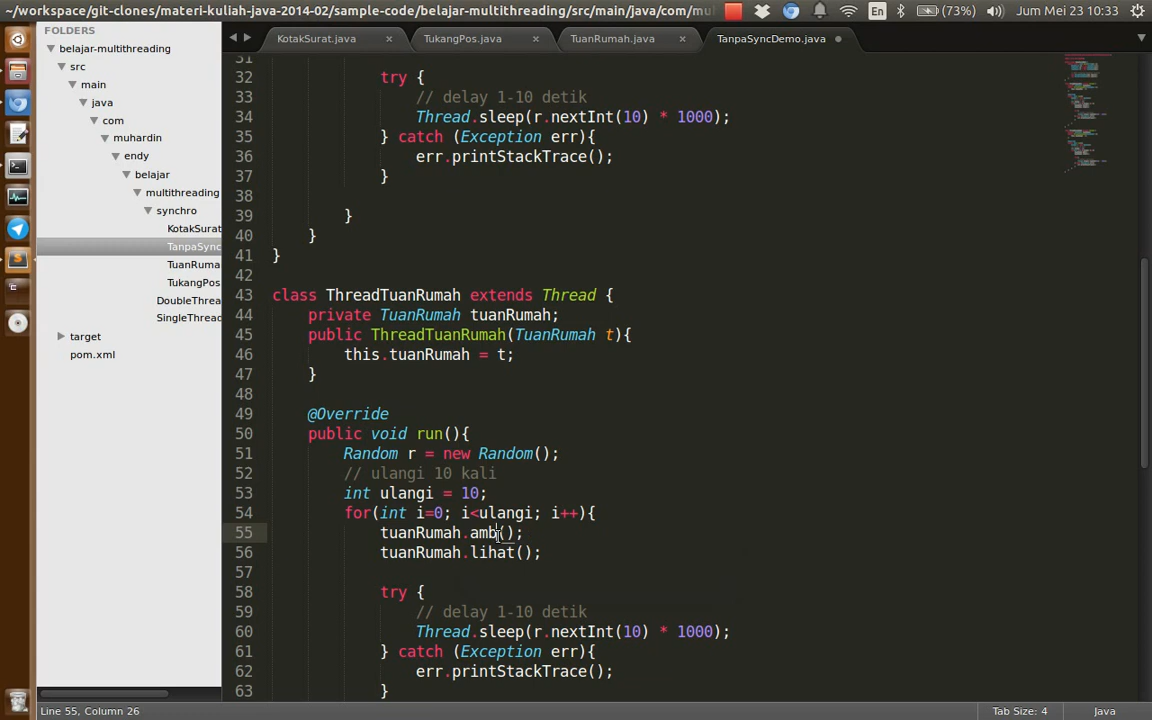 ~/workspace/git-clones/materi-kuliah-java-2014-02/sample-code/belajar-multithreading/src/main/java/com/mu
En
(73%)
Jum Mei 23 10:33
FOLDERS
belajar-multithreading
src
main
java
com
muhardin
endy
belajar
multithreading
synchro
KotakSurat
TanpaSync
TuanRuma
TukangPos
DoubleThrea
SingleThread
target
pom.xml
KotakSurat.java
TukangPos.java
TuanRumah.java
TanpaSyncDemo.java
31
32 try {
33 // delay 1-10 detik
34 Thread.sleep(r.nextInt(10) * 1000);
35 } catch (Exception err){
36 err.printStackTrace();
37 }
38
39 }
40 }
41 }
42
43 class ThreadTuanRumah extends Thread {
44 private TuanRumah tuanRumah;
45 public ThreadTuanRumah(TuanRumah t){
46 this.tuanRumah = t;
47 }
48
49 @Override
50 public void run(){
51 Random r = new Random();
52 // ulangi 10 kali
53 int ulangi = 10;
54 for(int i=0; i<ulangi; i++){
55 tuanRumah.amb();
56 tuanRumah.lihat();
57
58 try {
59 // delay 1-10 detik
60 Thread.sleep(r.nextInt(10) * 1000);
61 } catch (Exception err){
62 err.printStackTrace();
63 }
Line 55, Column 26
Tab Size: 4
Java